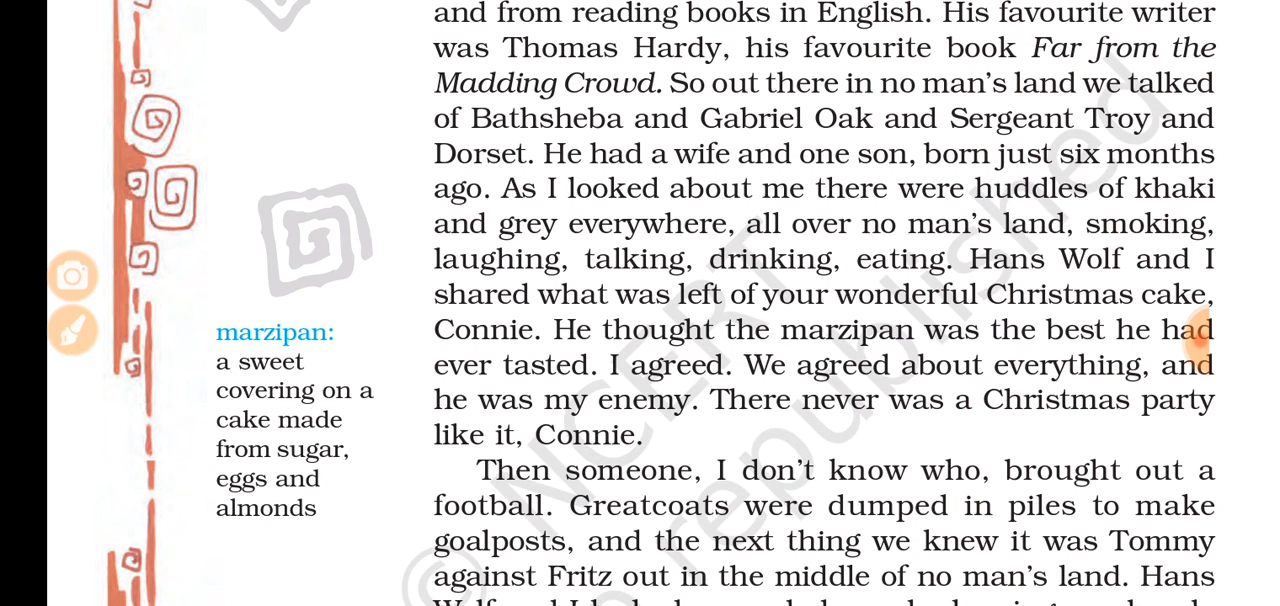 and from reading books in English. His favourite writer
was Thomas Hardy, his favourite book Far from the
Madding Crowd. So out there in no man's land we talked
of Bathsheba and Gabriel Oak and Sergeant Troy and
Dorset. He had a wife and one son, born just six months
ago. As I looked about me there were huddles of khaki
and grey everywhere, all over no man's land, smoking,
laughing, talking, drinking, eating. Hans Wolf and I
shared what was left of your wonderful Christmas cake,
Connie. He thought the marzipan was the best he had
ever tasted. I agreed. We agreed about everything, and
he was my enemy. There never was a Christmas party
like it, Connie.
Then someone, I don't know who, brought out a
football. Greatcoats were dumped in piles to make
goalposts, and the next thing we knew it was Tommy
against Fritz out in the middle of no man's land. Hans
marzipan:
a sweet
covering on a
cake made
from sugar,
eggs and
almonds
© NCERT
republished